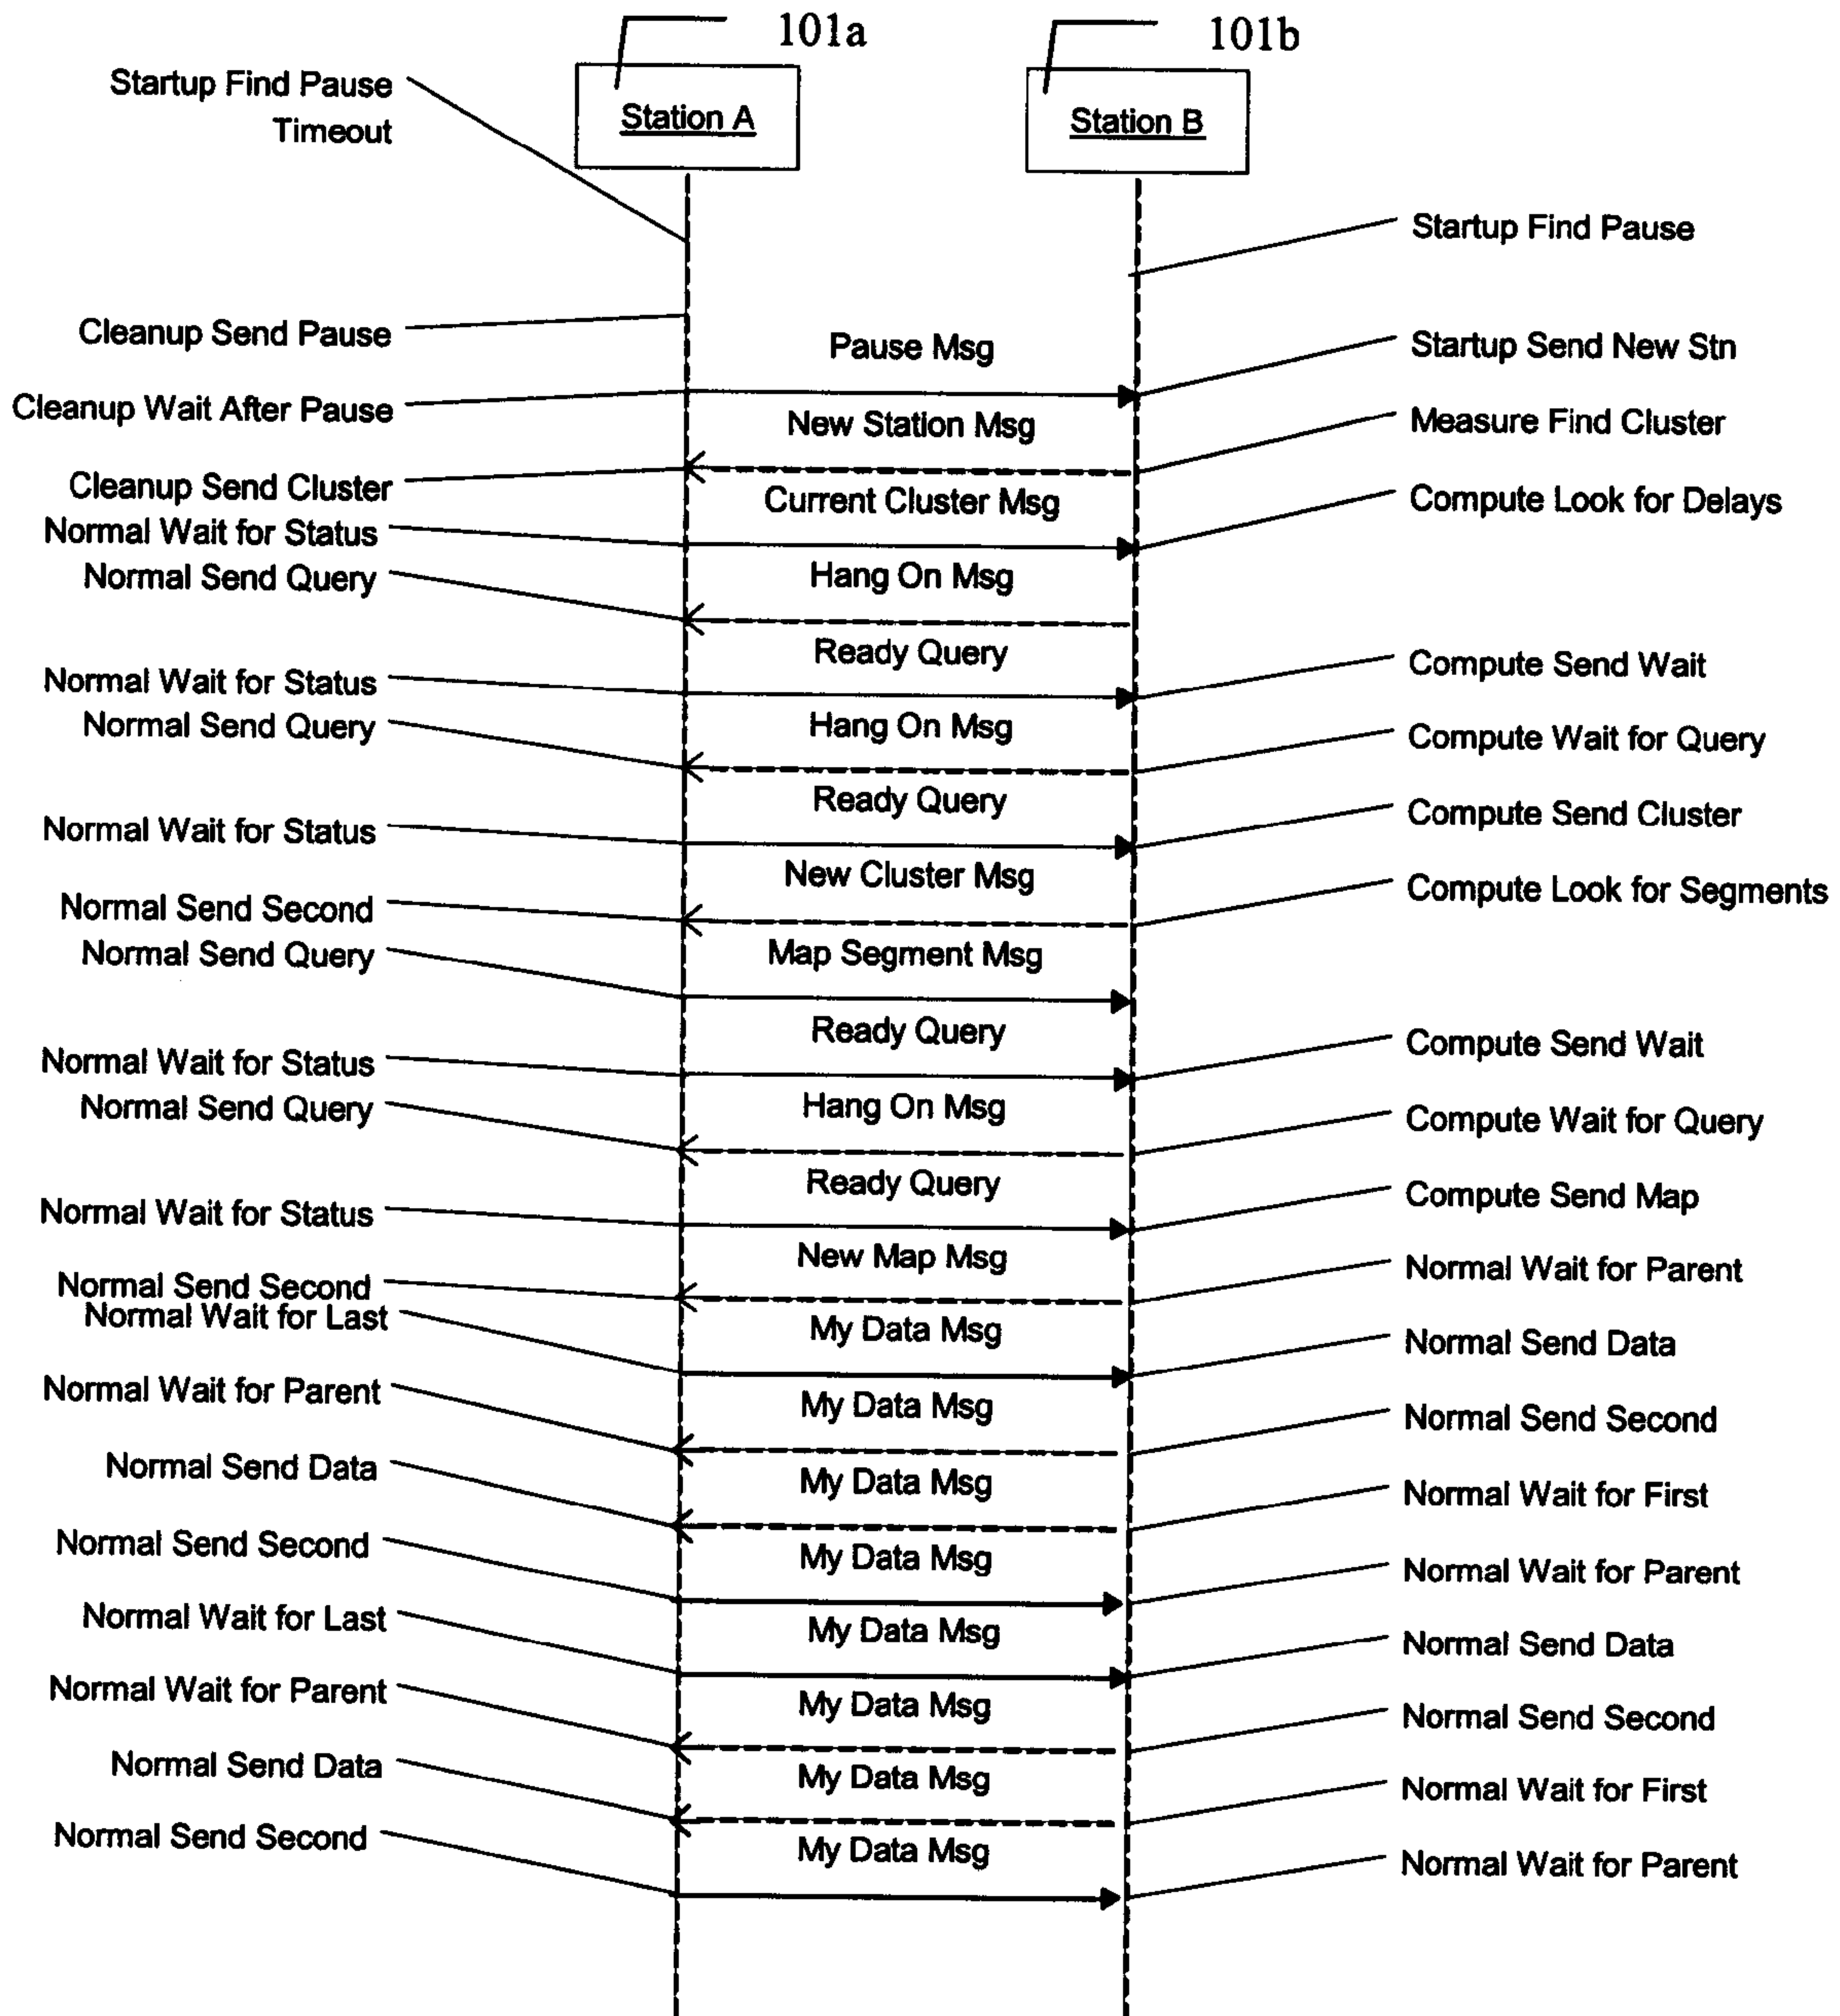 101a
101b
Startup Find Pause
Timeout
Station A
Station B
Startup Find Pause
Cleanup Send Pause
Pause Msg
Startup Send New Stn
Cleanup Wait After Pause
New Station Msg
Measure Find Cluster
Cleanup Send Cluster
Current Cluster Msg
Compute Look for Delays
Normal Wait for Status
Normal Send Query
Hang On Msg
Ready Query
Compute Send Wait
Normal Wait for Status
Normal Send Query
Hang On Msg
Compute Wait for Query
Ready Query
Compute Send Cluster
Normal Wait for Status
New Cluster Msg
Compute Look for Segments
Normal Send Second
Normal Send Query
Map Segment Msg
Ready Query
Compute Send Wait
Normal Wait for Status
Normal Send Query
Hang On Msg
Compute Wait for Query
Ready Query
Compute Send Map
Normal Wait for Status
New Map Msg
Normal Wait for Parent
Normal Send Second
Normal Wait for Last
My Data Msg
Normal Send Data
Normal Wait for Parent
My Data Msg
Normal Send Second
Normal Send Data
My Data Msg
Normal Wait for First
Normal Send Second
My Data Msg
Normal Wait for Parent
Normal Wait for Last
My Data Msg
Normal Send Data
Normal Wait for Parent
My Data Msg
Normal Send Second
Normal Send Data
My Data Msg
Normal Wait for First
Normal Send Second
My Data Msg
Normal Wait for Parent